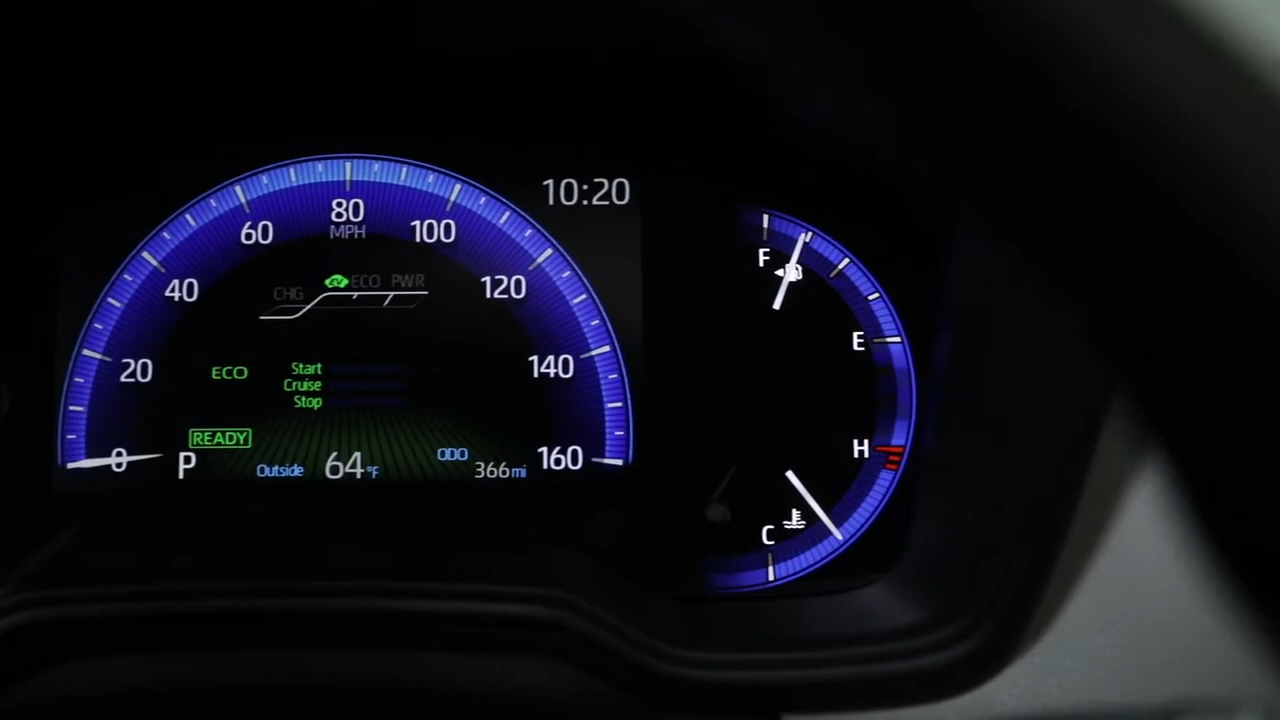 10:20
80
MPH
60
100
40
120
20
140
0
160
CHG
EV
ECO
PWR
ECO
Start
Cruise
Stop
READY
P
Outside
64°F
ODO
366mi
F
E
H
C